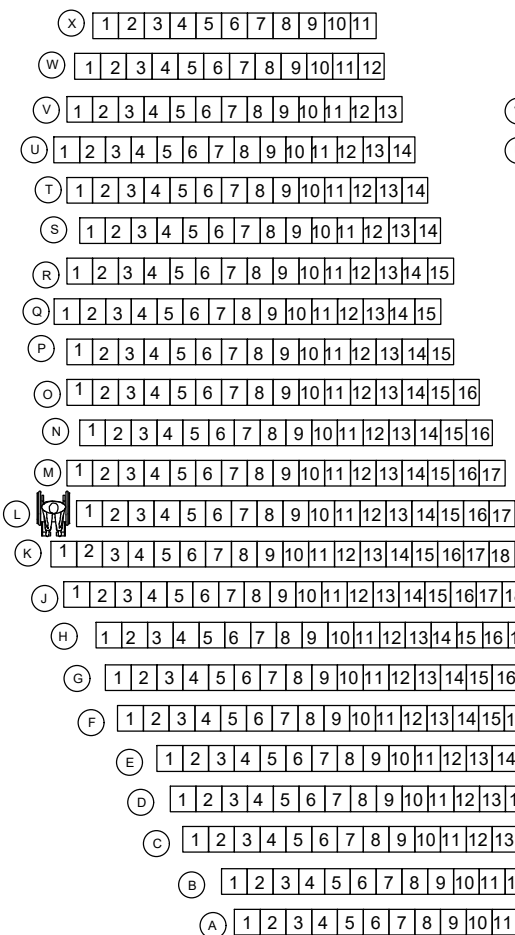 X 1 2 3 4 5 6 7 8 9 10 11
W 1 2 3 4 5 6 7 8 9 10 11 12
V 1 2 3 4 5 6 7 8 9 10 11 12 13
U 1 2 3 4 5 6 7 8 9 10 11 12 13 14
T 1 2 3 4 5 6 7 8 9 10 11 12 13 14
S 1 2 3 4 5 6 7 8 9 10 11 12 13 14
R 1 2 3 4 5 6 7 8 9 10 11 12 13 14 15
Q 1 2 3 4 5 6 7 8 9 10 11 12 13 14 15
P 1 2 3 4 5 6 7 8 9 10 11 12 13 14 15
O 1 2 3 4 5 6 7 8 9 10 11 12 13 14 15 16
N 1 2 3 4 5 6 7 8 9 10 11 12 13 14 15 16
M 1 2 3 4 5 6 7 8 9 10 11 12 13 14 15 16 17
L 1 2 3 4 5 6 7 8 9 10 11 12 13 14 15 16 17
K 1 2 3 4 5 6 7 8 9 10 11 12 13 14 15 16 17 18
J 1 2 3 4 5 6 7 8 9 10 11 12 13 14 15 16 17
H 1 2 3 4 5 6 7 8 9 10 11 12 13 14 15 16
G 1 2 3 4 5 6 7 8 9 10 11 12 13 14 15 16
F 1 2 3 4 5 6 7 8 9 10 11 12 13 14 15
E 1 2 3 4 5 6 7 8 9 10 11 12 13 14
D 1 2 3 4 5 6 7 8 9 10 11 12 13
C 1 2 3 4 5 6 7 8 9 10 11 12 13
B 1 2 3 4 5 6 7 8 9 10 11
A 1 2 3 4 5 6 7 8 9 10 11